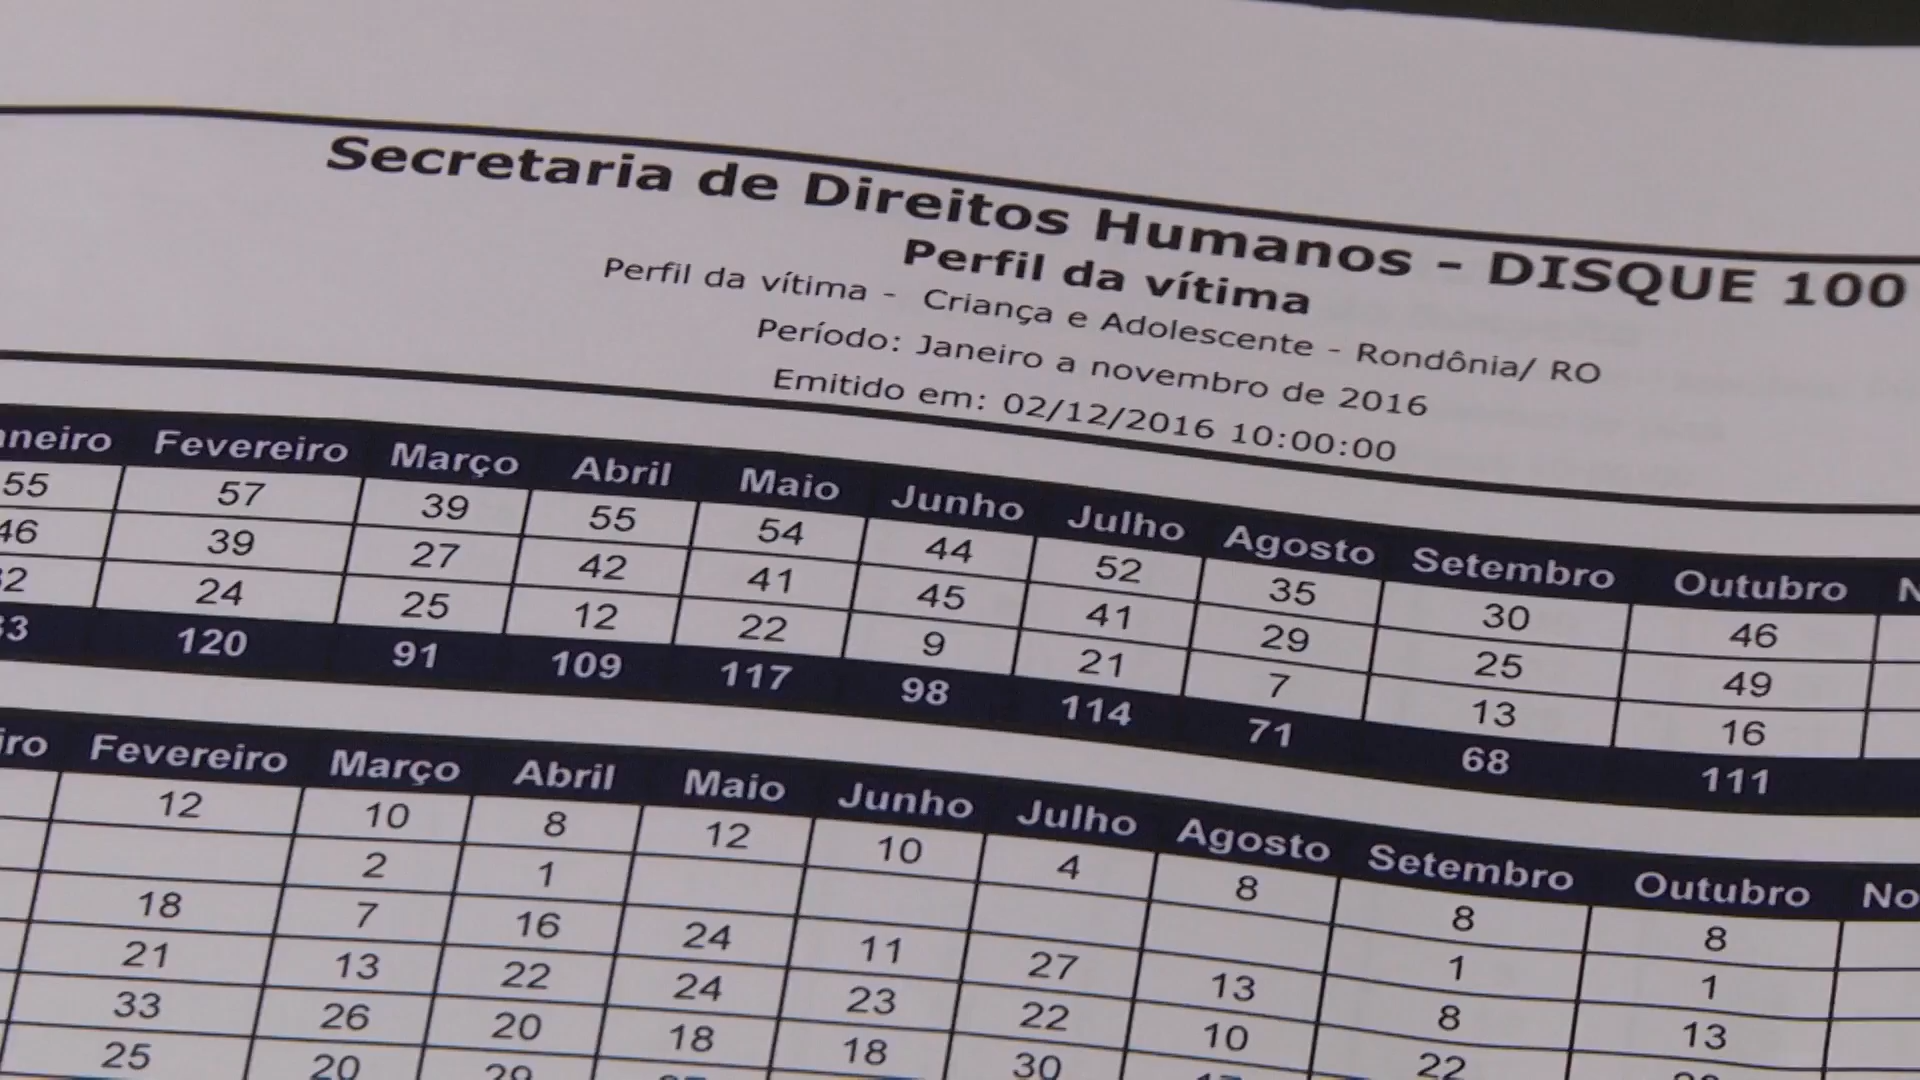 Secretaria de Direitos Humanos - DISQUE 100
Perfil da vítima
Perfil da vítima - Criança e Adolescente - Rondônia/ RO
Período: Janeiro a novembro de 2016
Emitido em: 02/12/2016 10:00:00
Fevereiro Março Abril Maio Junho Julho Agosto Setembro Outubro
55 57 39 55 54 44 52 35 30 46
46 39 27 42 41 45 41 29 25 49
24 25 12 22 9 21 7 13 16
120 91 109 117 98 114 71 68 111
Fevereiro Março Abril Maio Junho Julho Agosto Setembro Outubro
12 10 8 12 10 4 8 8 8
2 1 1 1
18 7 16 24 11 27 13 8 13
21 13 22 24 23 22 10 22
33 26 20 18 18 30
25 20